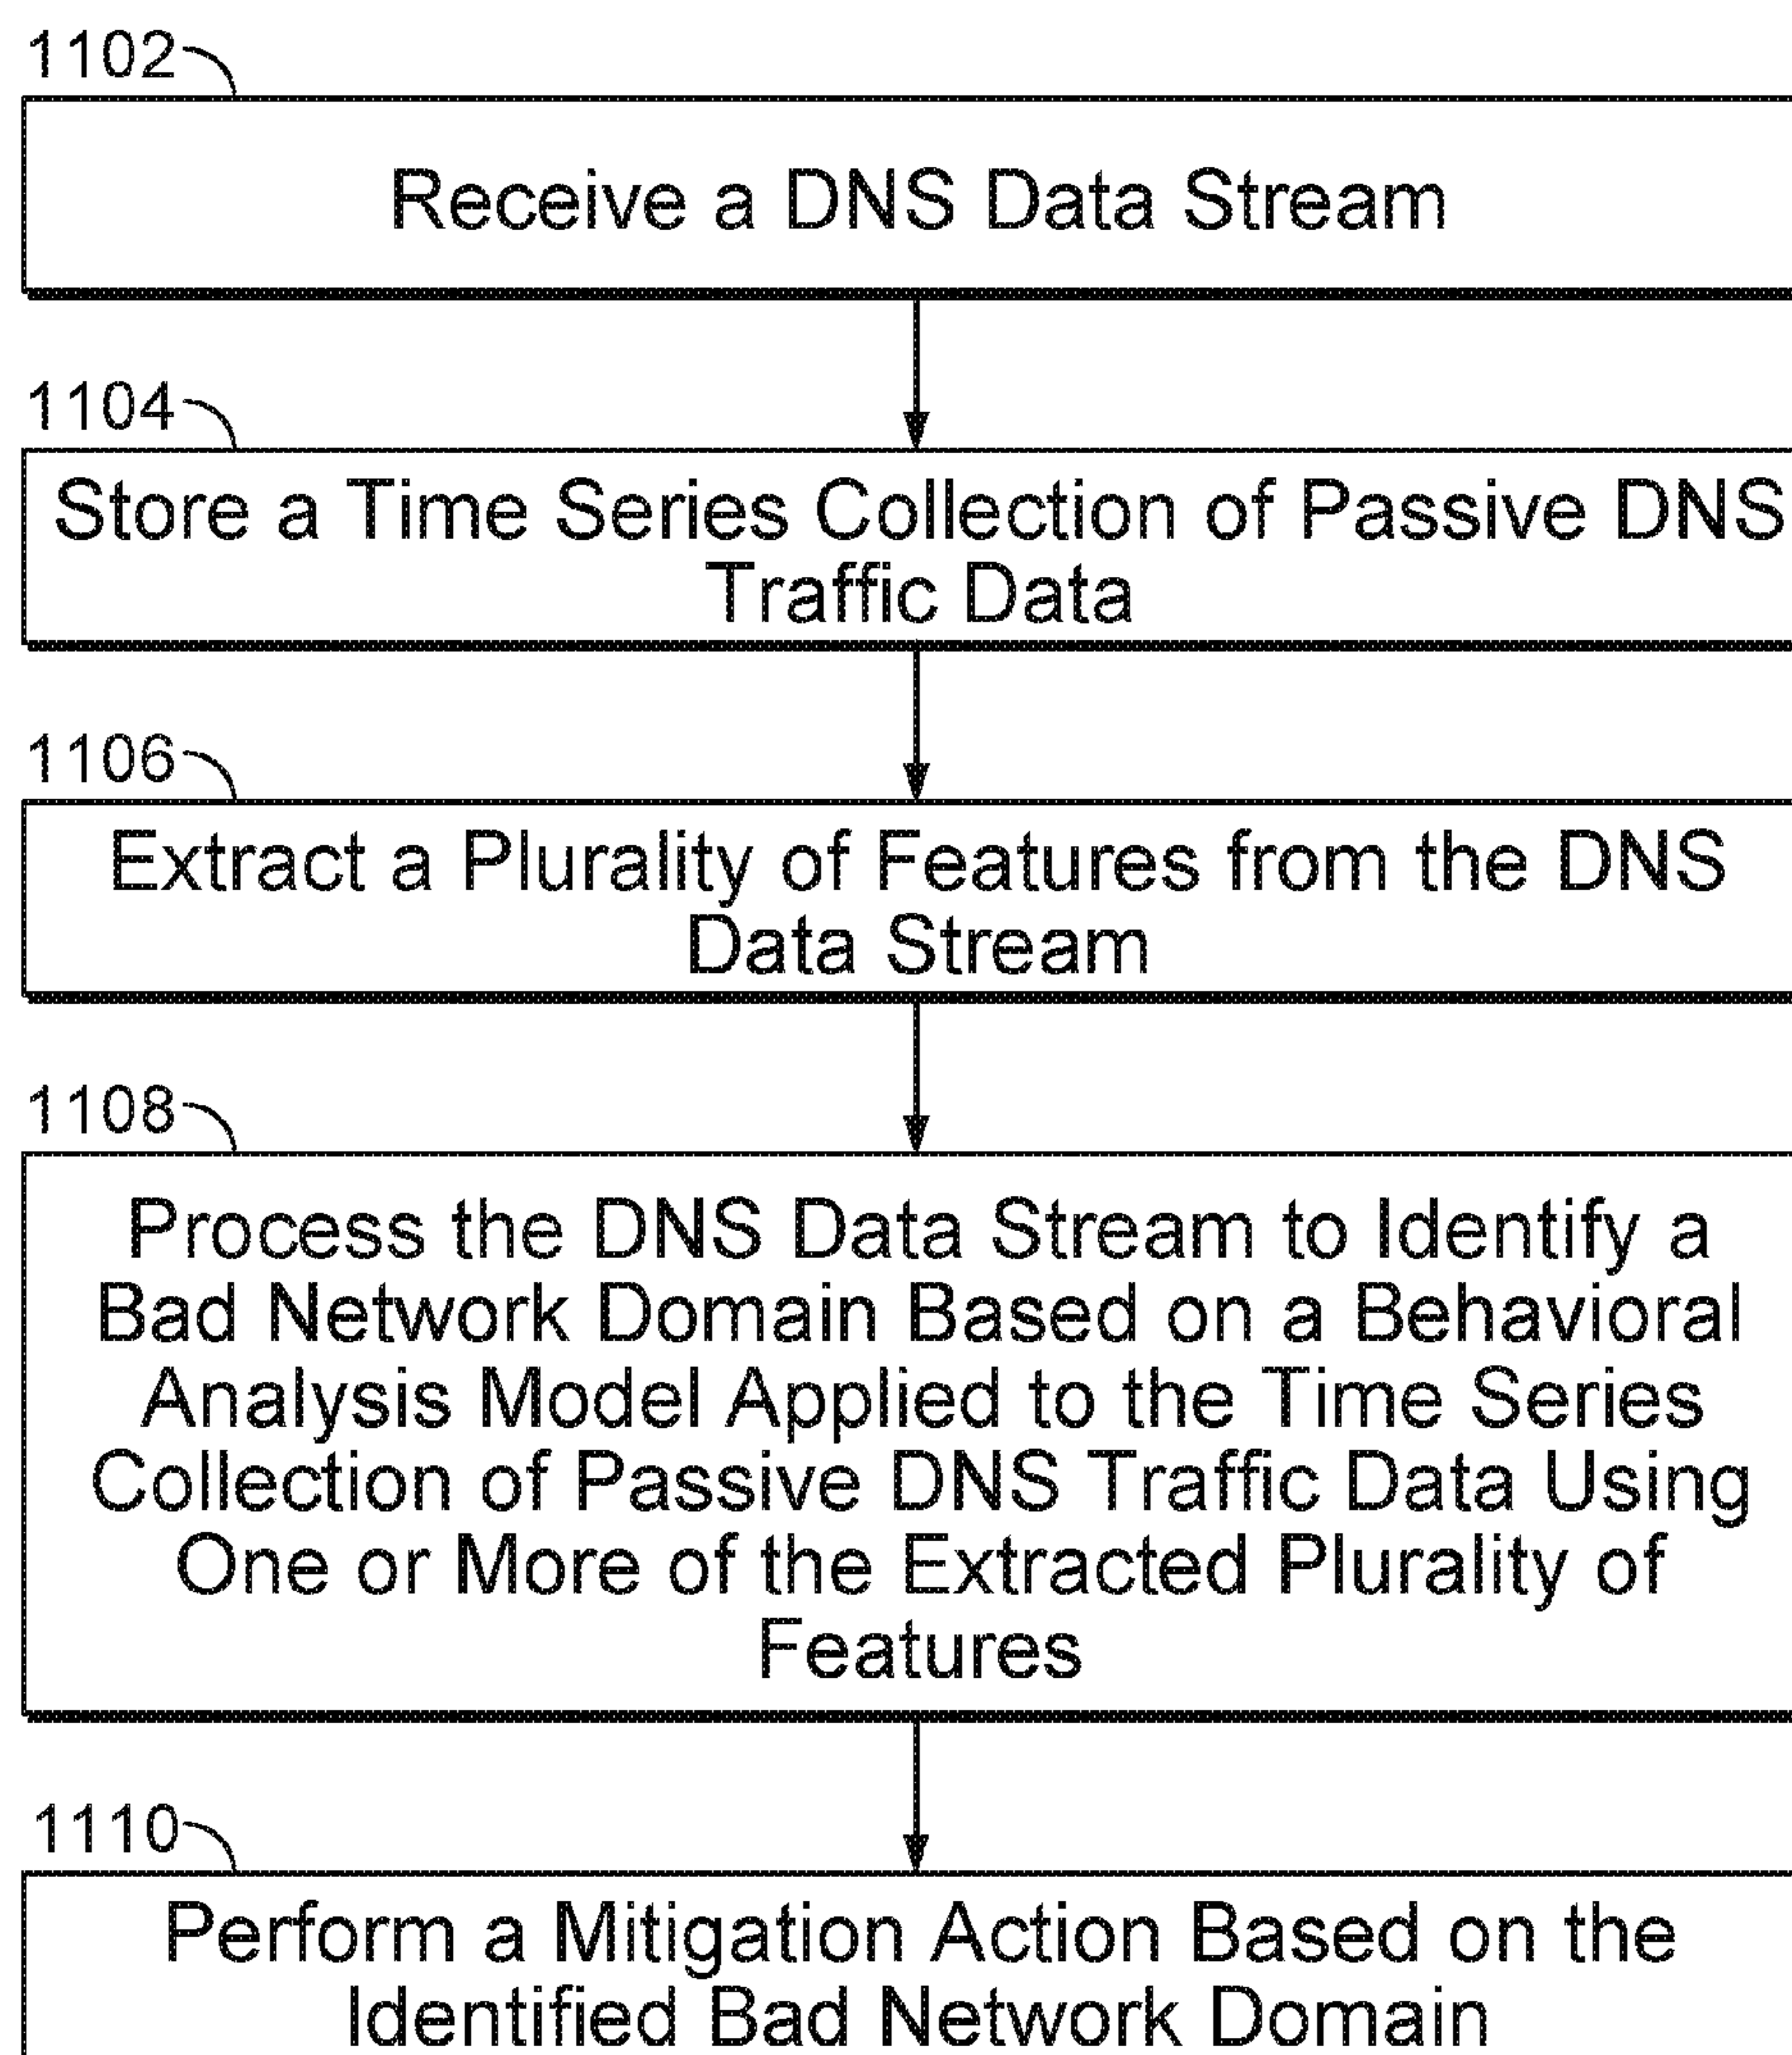 1102
Receive a DNS Data Stream
1104
Store a Time Series Collection of Passive DNS
Traffic Data
1106
Extract a Plurality of Features from the DNS
Data Stream
1108
Process the DNS Data Stream to Identify a
Bad Network Domain Based on a Behavioral
Analysis Model Applied to the Time Series
Collection of Passive DNS Traffic Data Using
One or More of the Extracted Plurality of
Features
1110
Perform a Mitigation Action Based on the
Identified Bad Network Domain